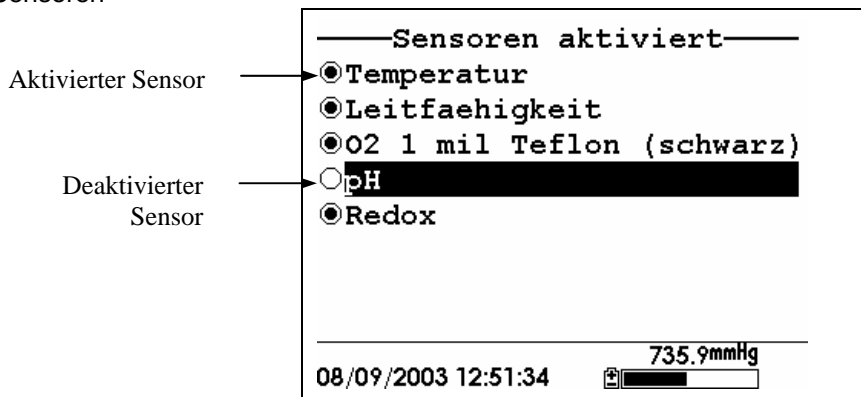 Sensoren
Sensoren aktiviert
Aktivierter Sensor
Temperatur
Leitfaehigkeit
O2 1 mil Teflon (schwarz)
Deaktivierter
Sensor
pH
Redox
735.9mmHg
08/09/2003 12:51:34